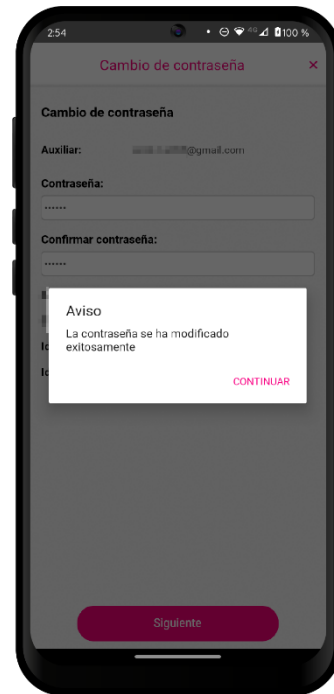 2:54
4G
100 %
Cambio de contraseña
×
Cambio de contraseña
Auxiliar: @gmail.com
Contraseña:
······
Confirmar contraseña:
······
Aviso
La contraseña se ha modificado
exitosamente
CONTINUAR
Siguiente